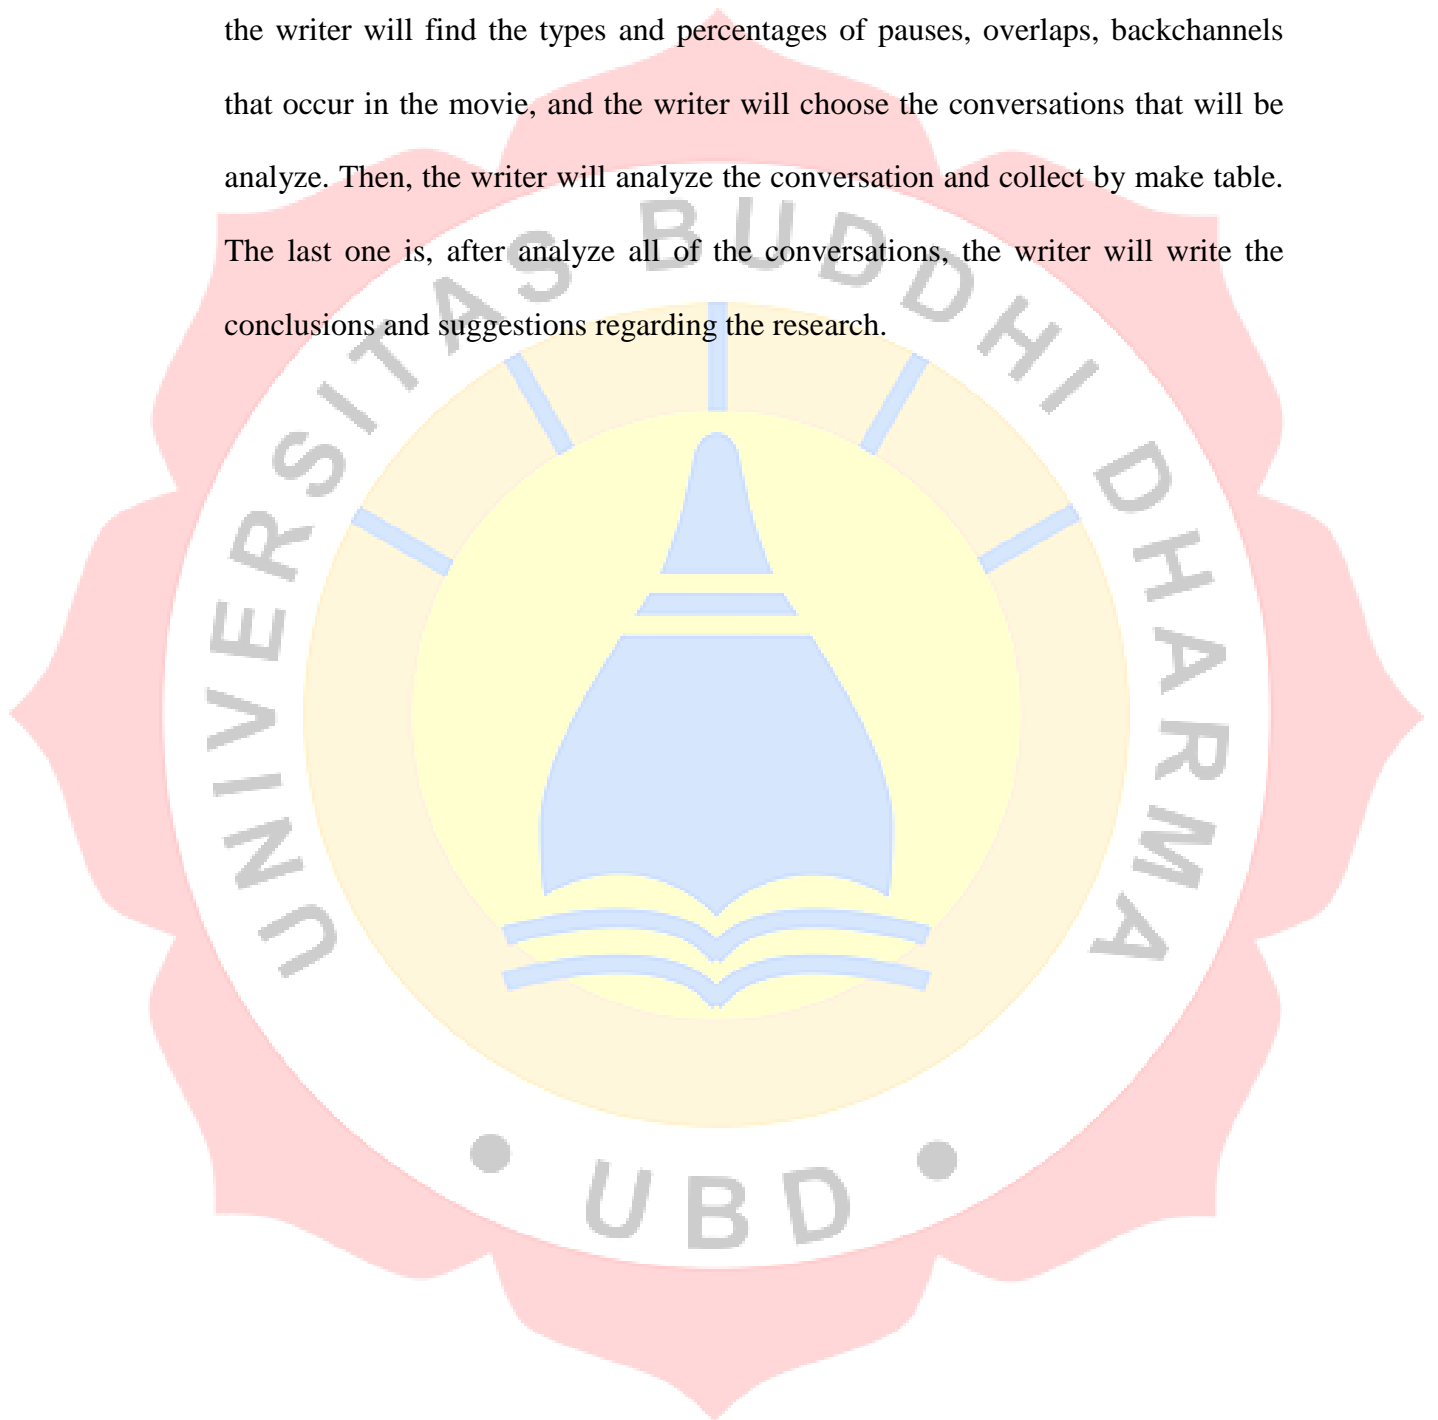 the writer will find the types and percentages of pauses, overlaps, backchannels
that occur in the movie, and the writer will choose the conversations that will be
analyze. Then, the writer will analyze the conversation and collect by make table.
The last one is, after analyze all of the conversations, the writer will write the
conclusions and suggestions regarding the research.
UNIVERSITAS BUDDHI DHARMA
• UBD •